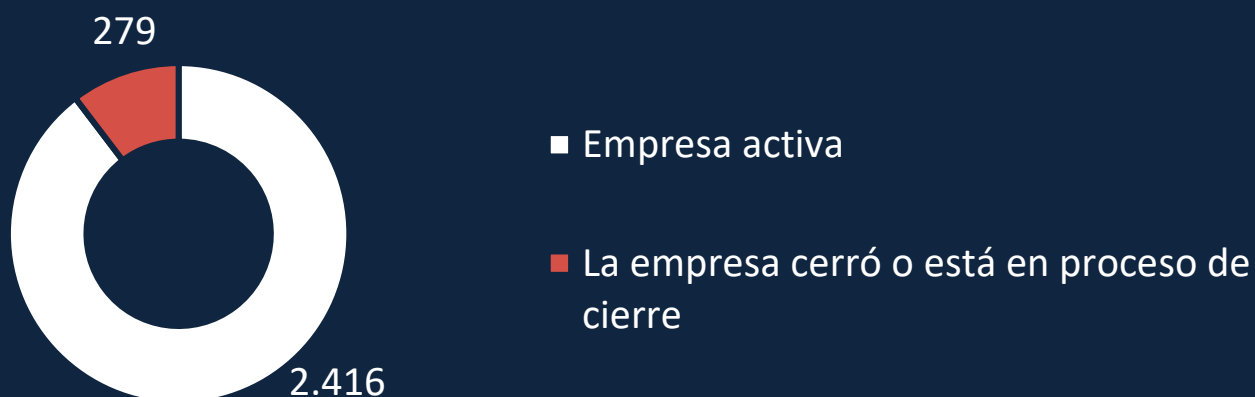 279
Empresa activa
La empresa cerró o está en proceso de
cierre
2.416